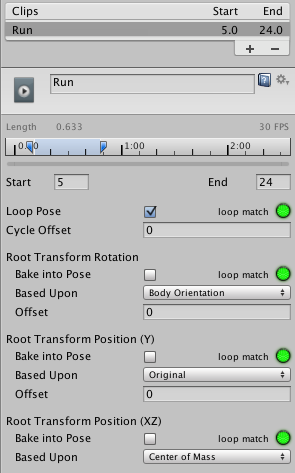 Clips Start End
Run 5.0 24.0
+ −
Run
Length 0.633 30 FPS
1:00 2:00
Start 5 End 24
Loop Pose loop match
Cycle Offset 0
Root Transform Rotation
Bake into Pose loop match
Based Upon Body Orientation
Offset 0
Root Transform Position (Y)
Bake into Pose loop match
Based Upon Original
Offset 0
Root Transform Position (XZ)
Bake into Pose loop match
Based Upon Center of Mass